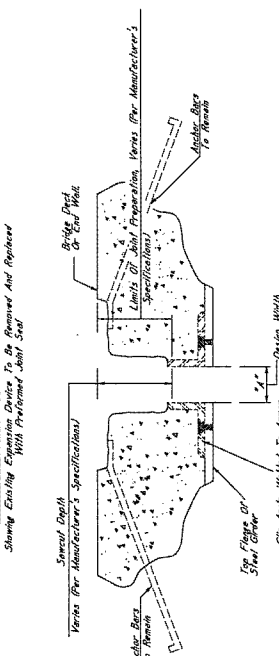 Showing Existing Expansion Device To Be Removed And Replaced
With Preformed Joint Seal
Sawcut Depth
Varies (Per Manufacturer's Specifications)
Bridge Deck
Or End Wall
Limits Of Joint Preparation, Varies (Per Manufacturer's
Specifications)
Anchor Bars
To Remain
Anchor Bars
To Remain
"A"
Design Width
Top Flange Of
Steel Girder